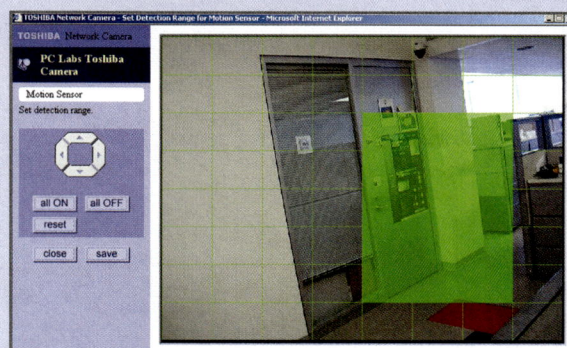 TOSHIBA Network Camera - Set Detection Range for Motion Sensor - Microsoft Internet Explorer
TOSHIBA Network Camera
PC Labs Toshiba
Camera
Motion Sensor
Set detection range.
all ON
all OFF
reset
close
save